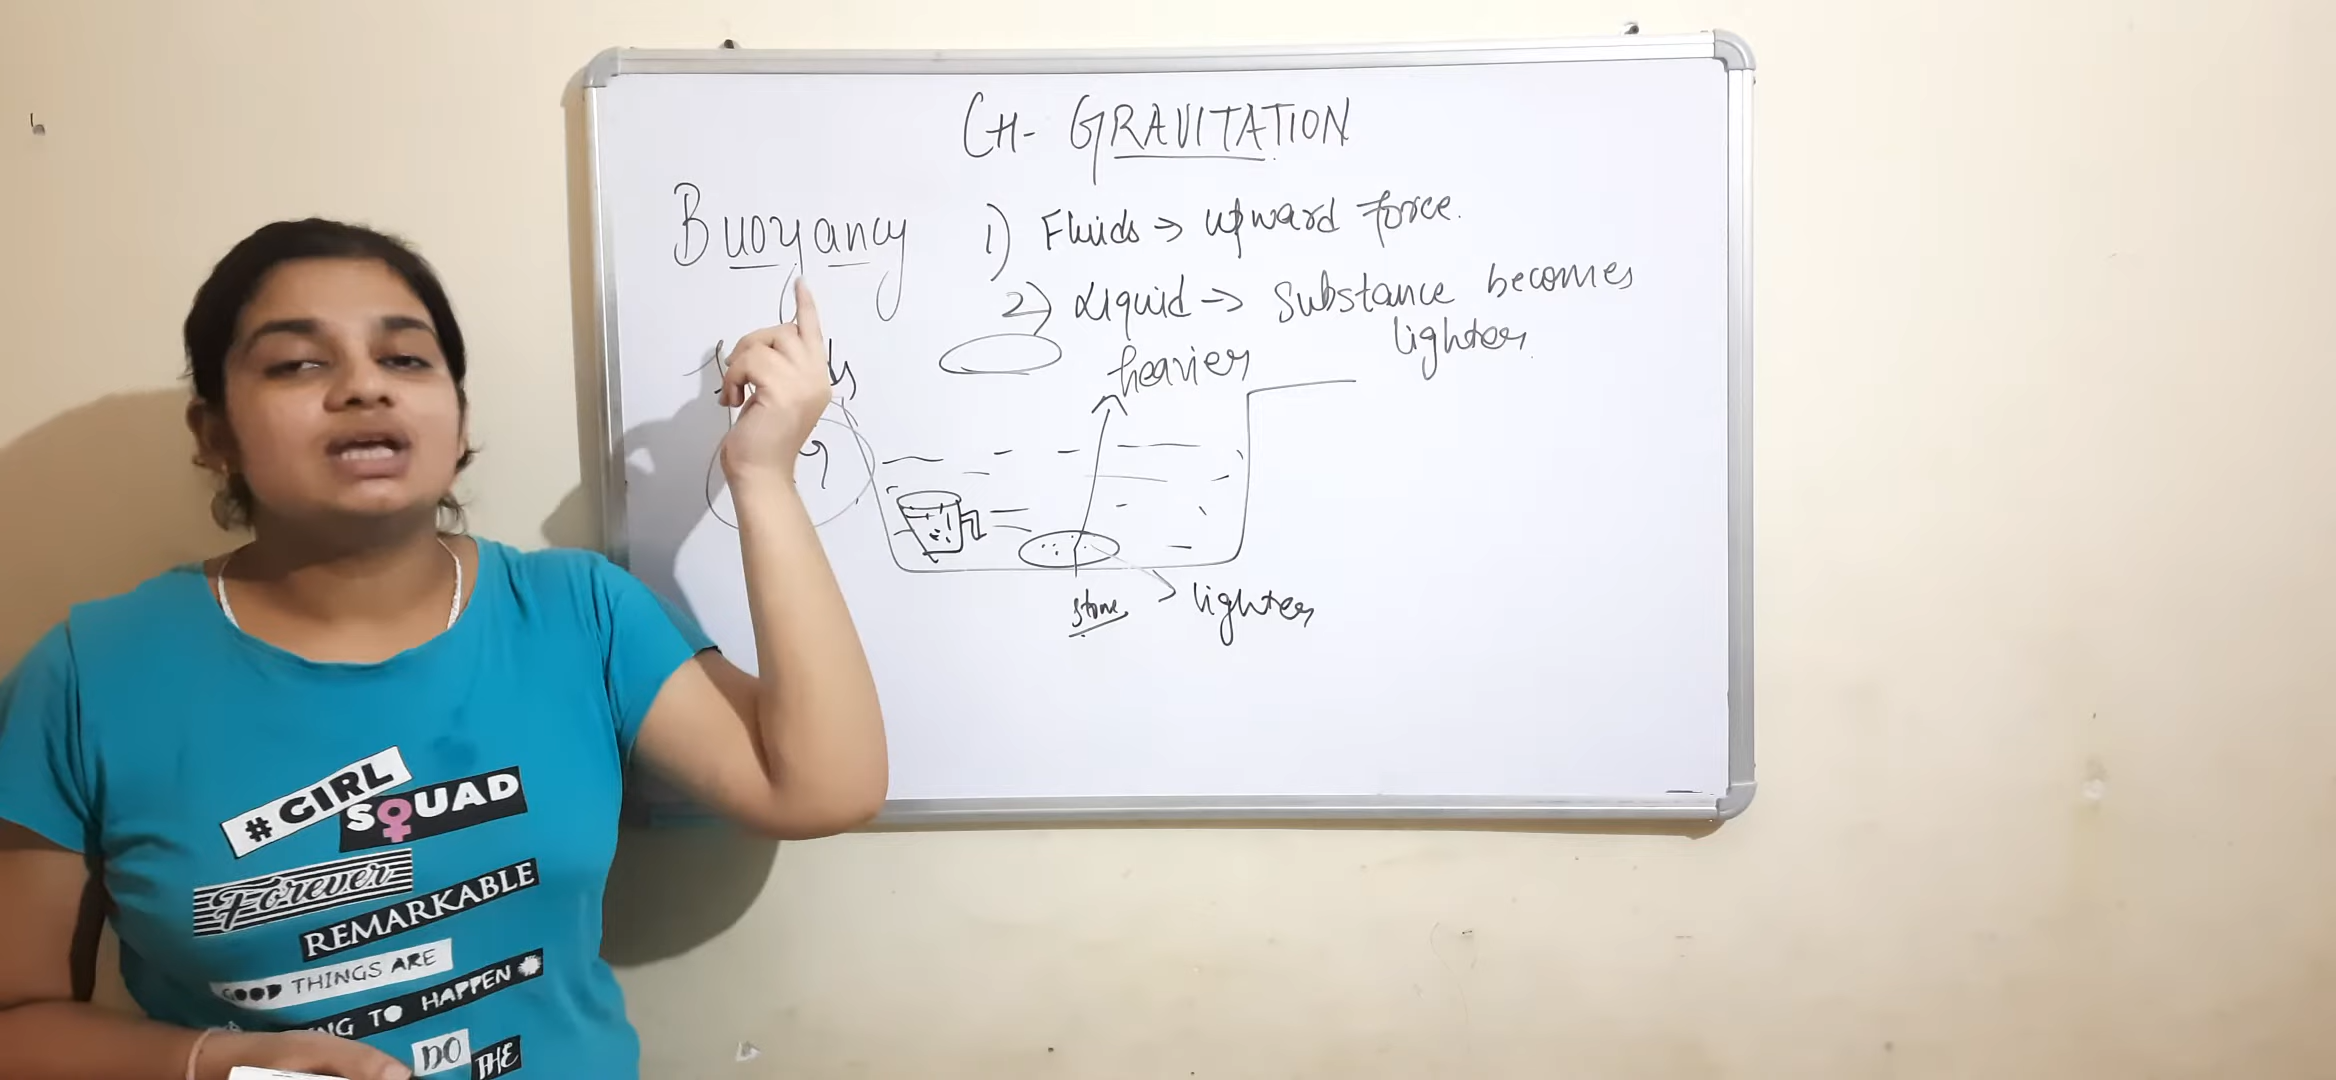 CH- GRAVITATION
Buoyancy
1) Fluids → upward force.
2) Liquid → Substance becomes
lighter
heavier
stone
lighter
#GIRL
SQUAD
Forever
REMARKABLE
GOOD THINGS ARE
TO HAPPEN
DO THE